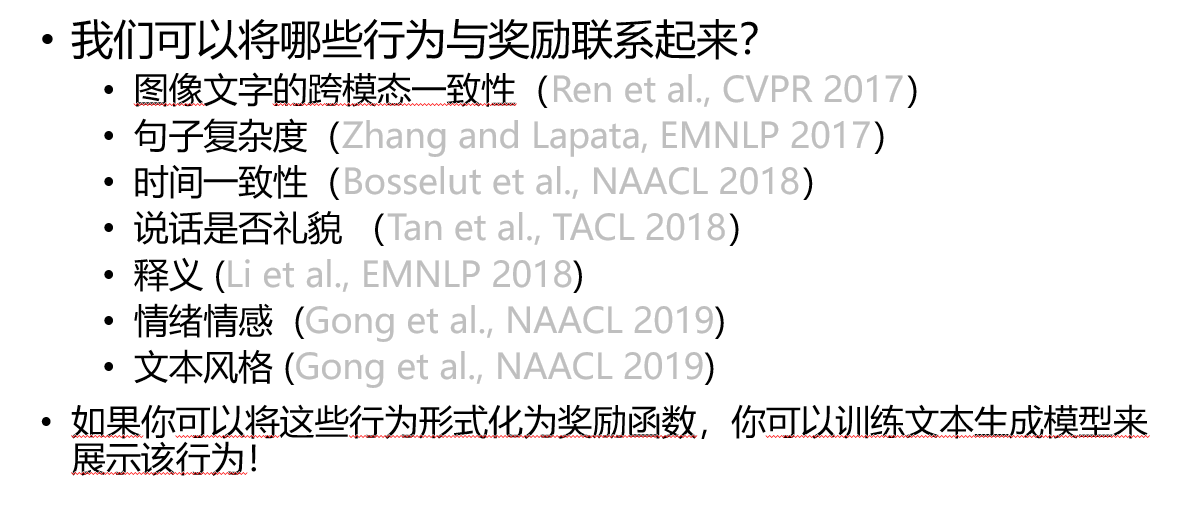 • 我们可以将哪些行为与奖励联系起来？
• 图像文字的跨模态一致性（Ren et al., CVPR 2017）
• 句子复杂度（Zhang and Lapata, EMNLP 2017）
• 时间一致性（Bosselut et al., NAACL 2018）
• 说话是否礼貌 （Tan et al., TACL 2018）
• 释义 (Li et al., EMNLP 2018)
• 情绪情感 (Gong et al., NAACL 2019)
• 文本风格 (Gong et al., NAACL 2019)
• 如果你可以将这些行为形式化为奖励函数，你可以训练文本生成模型来
展示该行为！